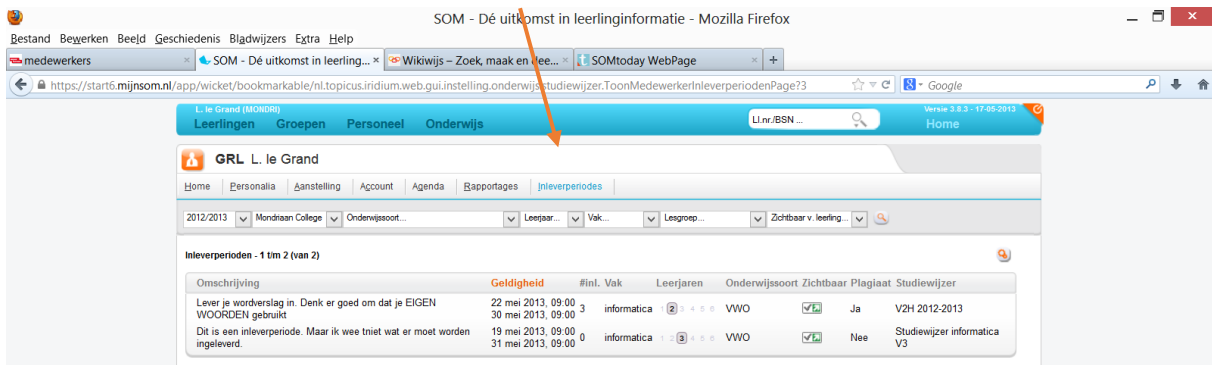 SOM - Dé uitkomst in leerlinginformatie - Mozilla Firefox
Bestand Bewerken Beeld Geschiedenis Bladwijzers Extra Help
medewerkers × SOM - Dé uitkomst in leerling... × Wikiwijs – Zoek, maak en dee... × SOMtoday WebPage × +
https://start6.mijnsom.nl/app/wicket/bookmarkable/nl.topicus.iridium.web.gui.instelling.onderwijs.studiewijzer.ToonMedewerkerInleverperiodenPage?3 Google
L. le Grand (MONDRI) Versie 3.8.3 - 17-05-2013
Leerlingen Groepen Personeel Onderwijs Ll.nr./BSN ... Home
GRL L. le Grand
Home Personalia Aanstelling Account Agenda Rapportages Inleverperiodes
2012/2013 Mondriaan College Onderwijssoort... Leerjaar... Vak... Lesgroep... Zichtbaar v. leerling...
Inleverperioden - 1 t/m 2 (van 2)
Omschrijving Geldigheid #inl. Vak Leerjaren Onderwijssoort Zichtbaar Plagiaat Studiewijzer
Lever je wordverslag in. Denk er goed om dat je EIGEN WOORDEN gebruikt 22 mei 2013, 09:00 30 mei 2013, 09:00 3 informatica 1 2 3 4 5 6 VWO Ja V2H 2012-2013
Dit is een inleverperiode. Maar ik wee tniet wat er moet worden ingeleverd. 19 mei 2013, 09:00 31 mei 2013, 09:00 0 informatica 1 2 3 4 5 6 VWO Nee Studiewijzer informatica V3